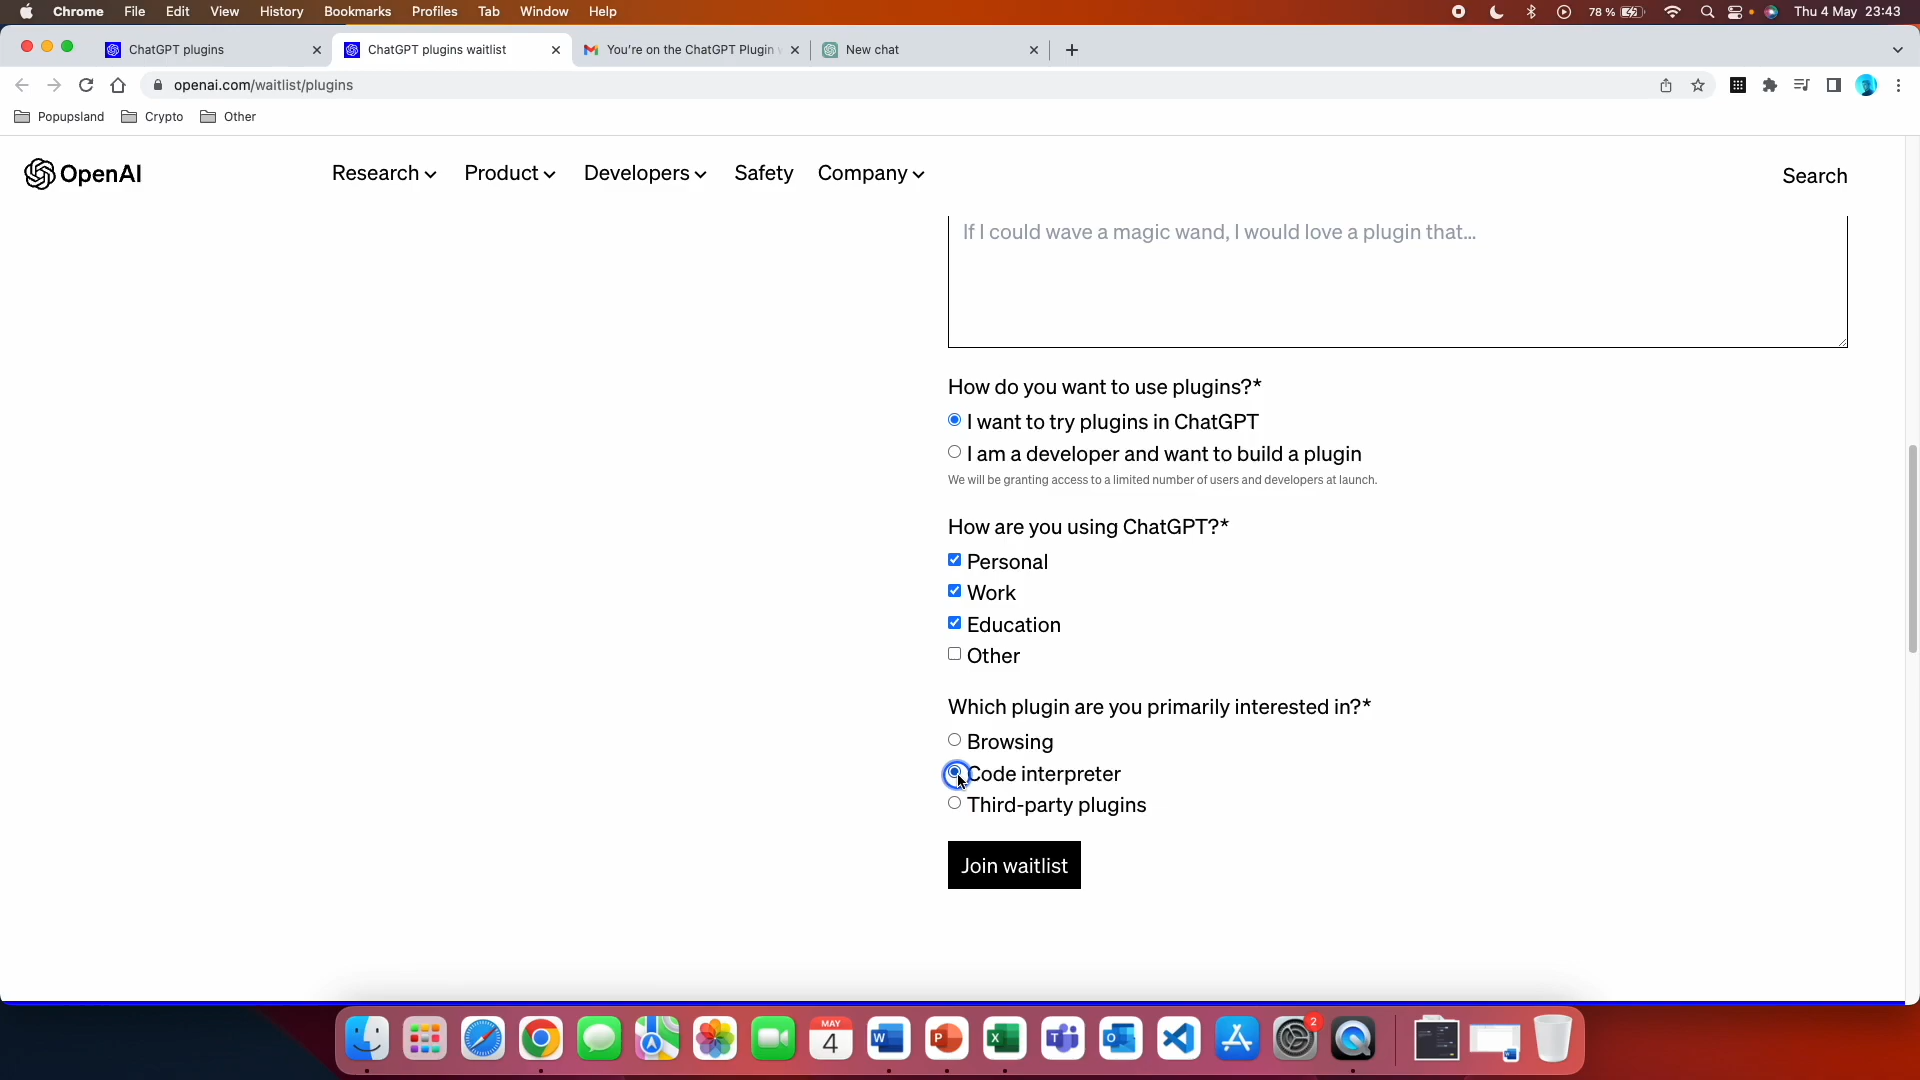 Chrome File Edit View History Bookmarks Profiles Tab Window Help 78 % Thu 4 May 23:43
ChatGPT plugins ChatGPT plugins waitlist You're on the ChatGPT Plugin New chat
openai.com/waitlist/plugins
Popupsland Crypto Other
OpenAI Research Product Developers Safety Company Search
If I could wave a magic wand, I would love a plugin that...
How do you want to use plugins?*
I want to try plugins in ChatGPT
I am a developer and want to build a plugin
We will be granting access to a limited number of users and developers at launch.
How are you using ChatGPT?*
Personal
Work
Education
Other
Which plugin are you primarily interested in?*
Browsing
Code interpreter
Third-party plugins
Join waitlist
MAY
4
W P X T O 2